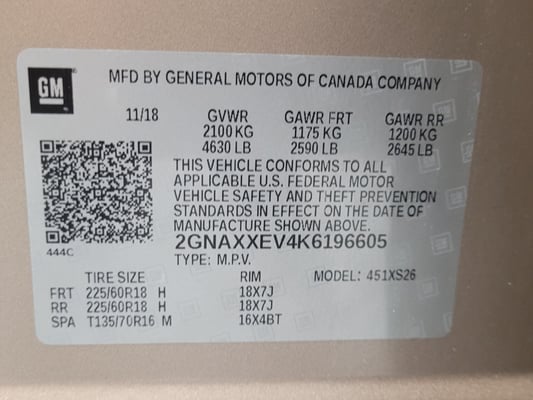 GM
MFD BY GENERAL MOTORS OF CANADA COMPANY
11/18 GVWR GAWR FRT GAWR RR
2100 KG 1175 KG 1200 KG
4630 LB 2590 LB 2645 LB
THIS VEHICLE CONFORMS TO ALL
APPLICABLE U.S. FEDERAL MOTOR
VEHICLE SAFETY AND THEFT PREVENTION
STANDARDS IN EFFECT ON THE DATE OF
MANUFACTURE SHOWN ABOVE.
2GNAXXEV4K6196605
444C
TYPE: M.P.V.
TIRE SIZE RIM MODEL: 451XS26
FRT 225/60R18 H 18X7J
RR 225/60R18 H 18X7J
SPA T135/70R16 M 16X4BT